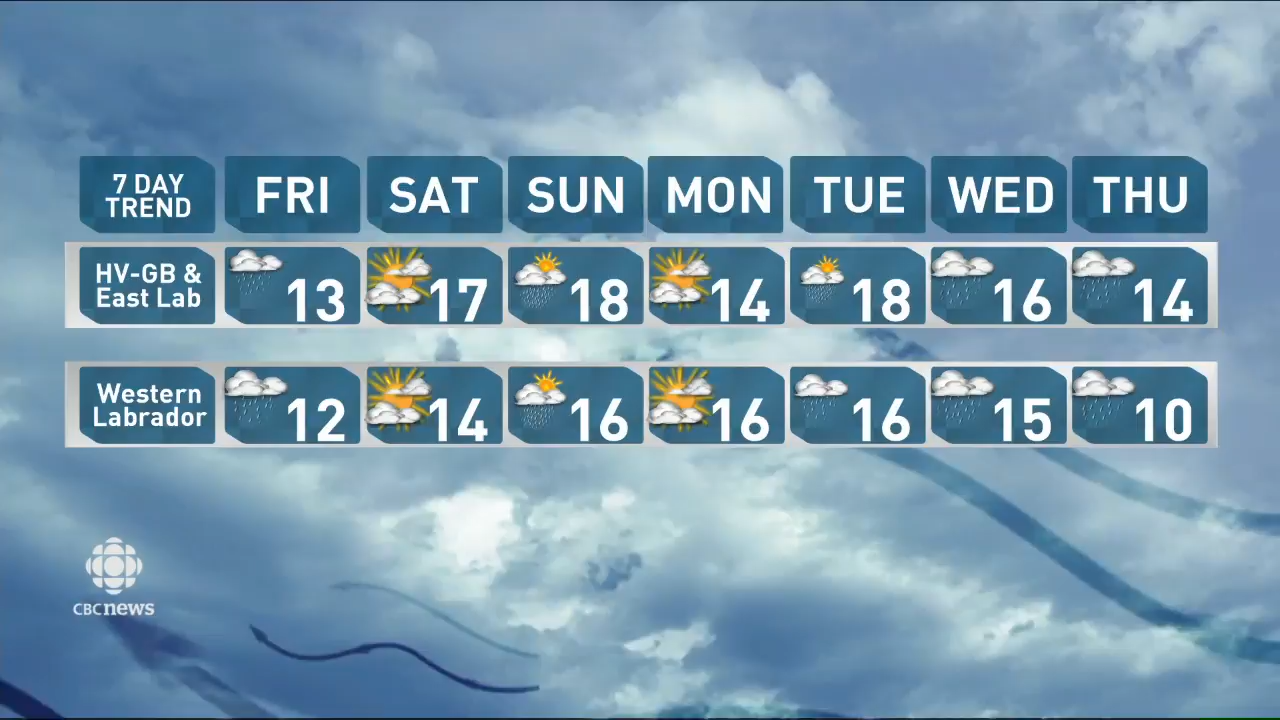 7 DAY
TREND
FRI
SAT
SUN
MON
TUE
WED
THU
HV-GB &
East Lab
13
17
18
14
18
16
14
Western
Labrador
12
14
16
16
16
15
10
CBC news